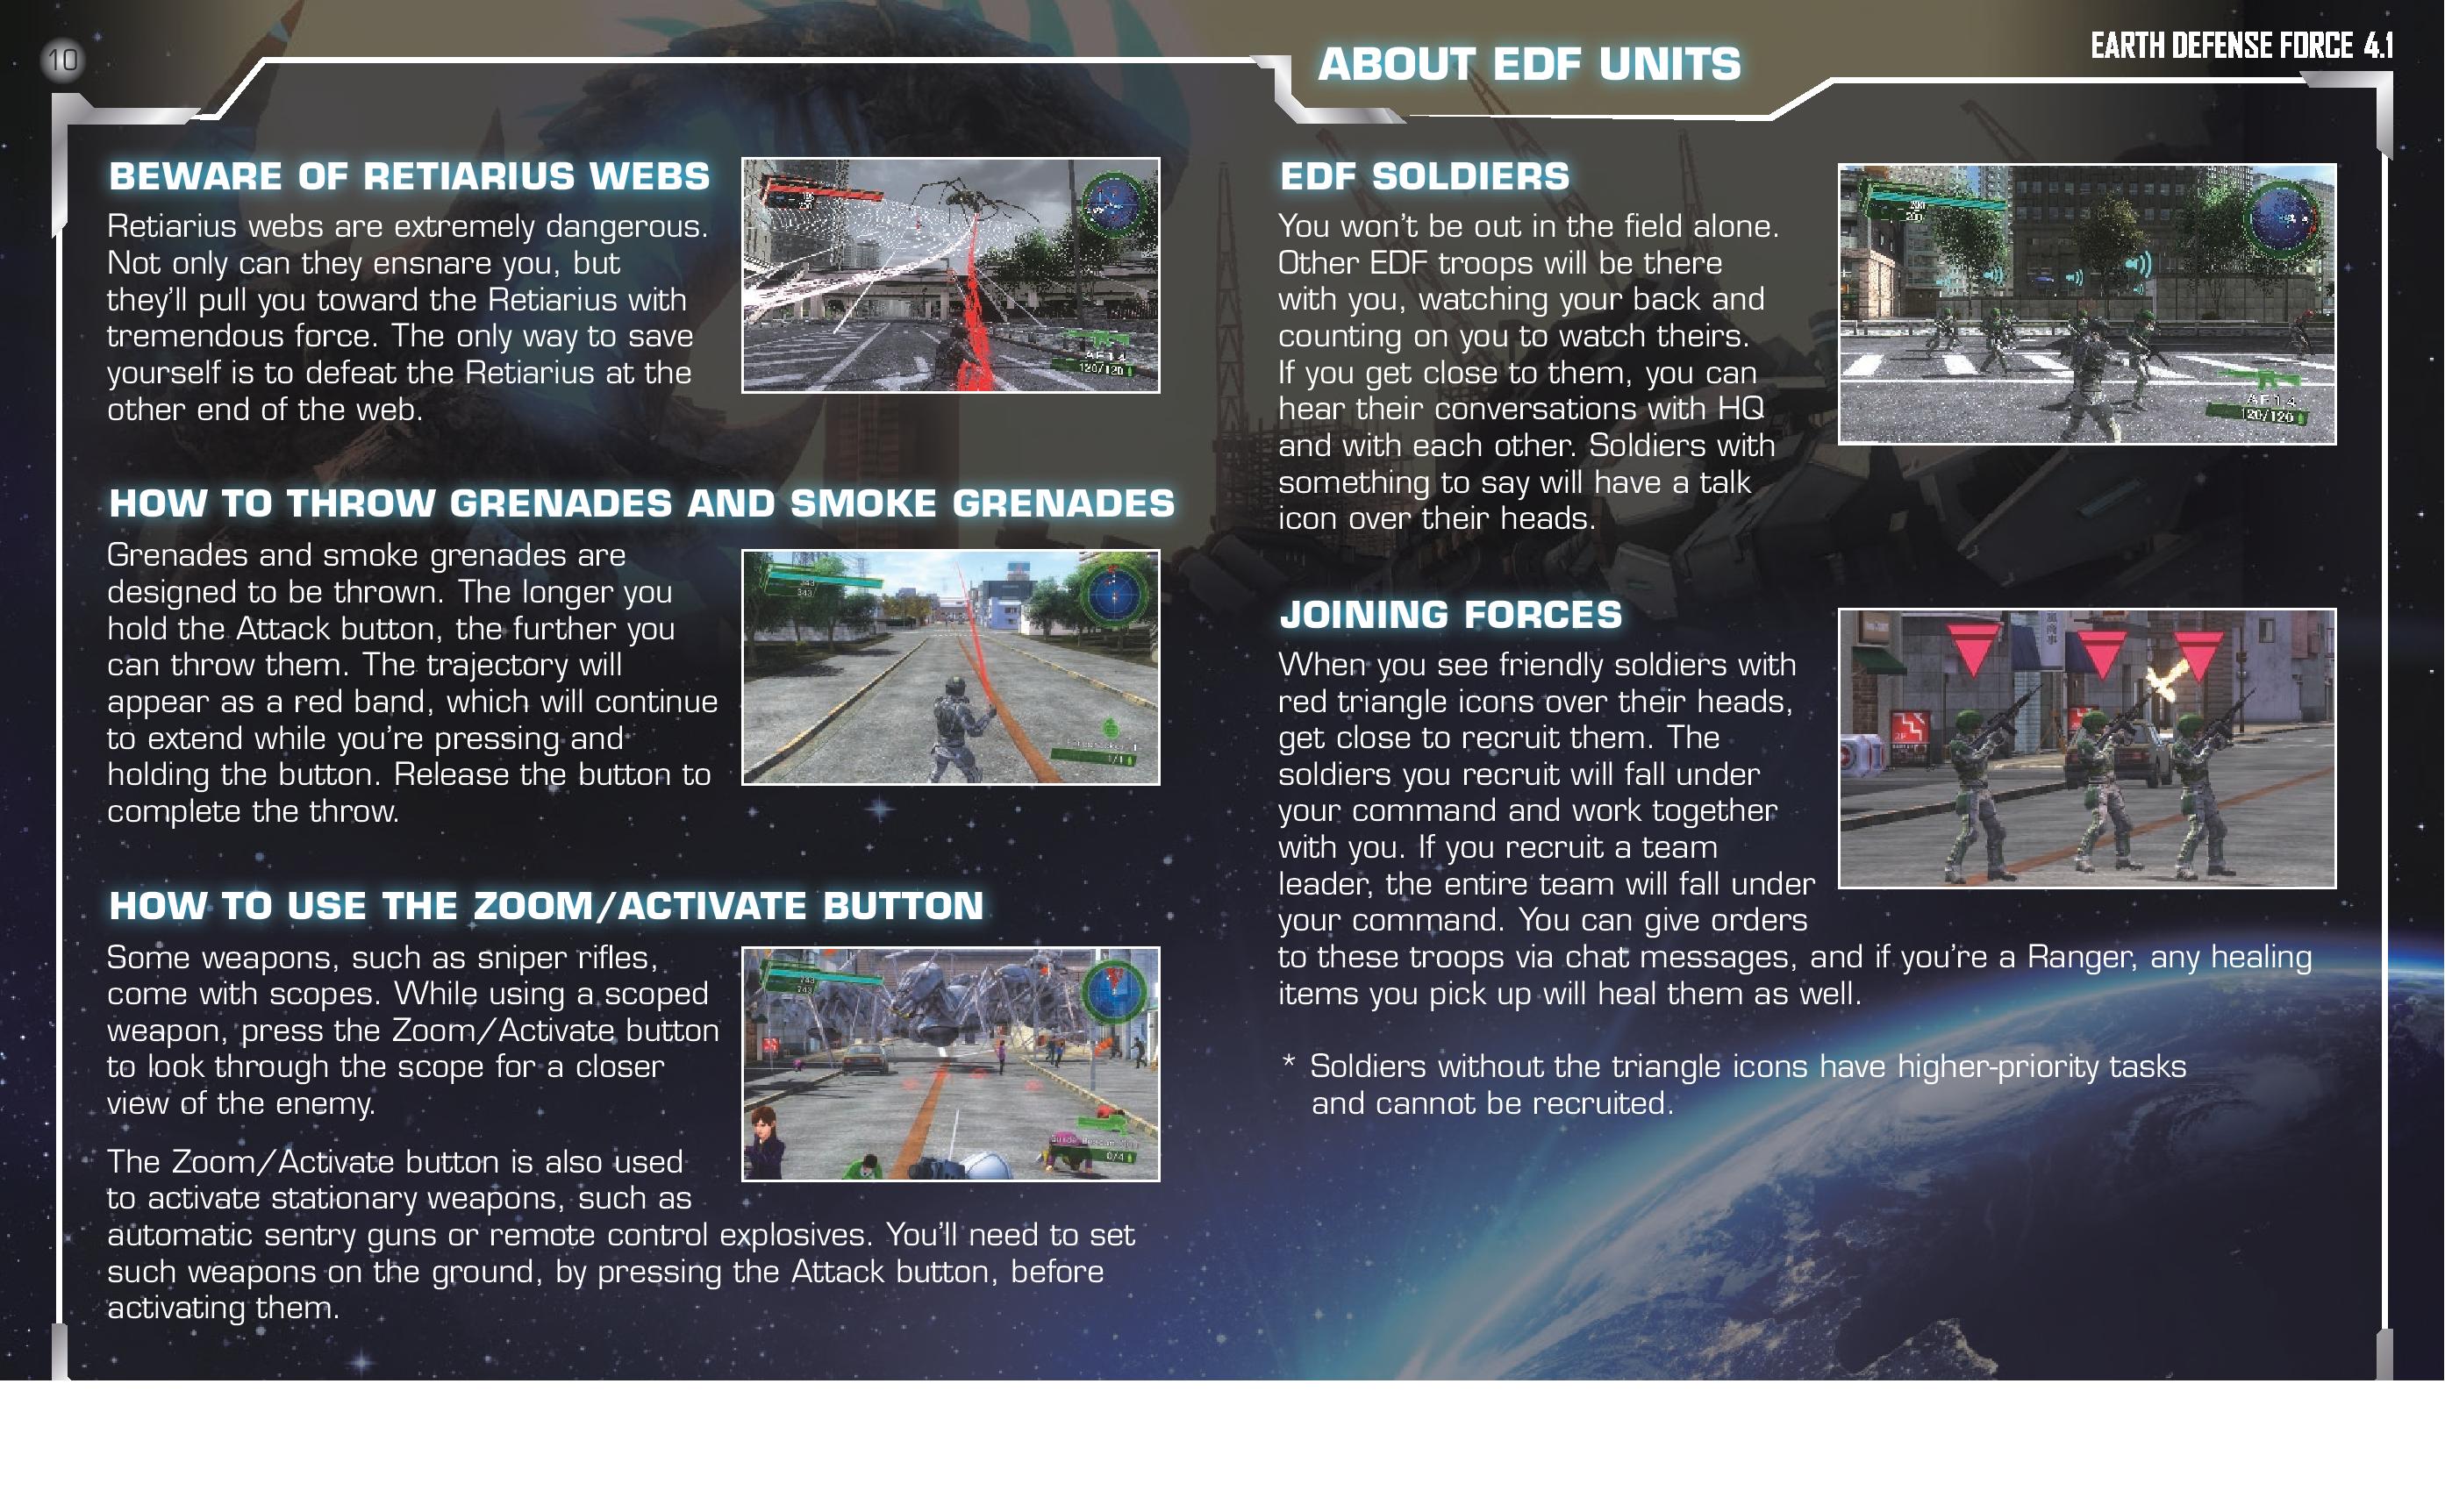 10
BEWARE OF RETIARIUS WEBS
Retiarius webs are extremely dangerous.
Not only can they ensnare you, but
they'll pull you toward the Retiarius with
tremendous force. The only way to save
yourself is to defeat the Retiarius at the
other end of the web.
AF14
120/120
HOW TO THROW GRENADES AND SMOKE GRENADES
Grenades and smoke grenades are
designed to be thrown. The longer you
hold the Attack button, the further you
can throw them. The trajectory will
appear as a red band, which will continue
to extend while you're pressing and
holding the button. Release the button to
complete the throw.
343
343
1/1
HOW TO USE THE ZOOM/ACTIVATE BUTTON
Some weapons, such as sniper rifles,
come with scopes. While using a scoped
weapon, press the Zoom/Activate button
to look through the scope for a closer
view of the enemy.
743
743
0/4
The Zoom/Activate button is also used
to activate stationary weapons, such as
automatic sentry guns or remote control explosives. You'll need to set
such weapons on the ground, by pressing the Attack button, before
activating them.
ABOUT EDF UNITS
EARTH DEFENSE FORCE 4.1
EDF SOLDIERS
You won't be out in the field alone.
Other EDF troops will be there
with you, watching your back and
counting on you to watch theirs.
If you get close to them, you can
hear their conversations with HQ
and with each other. Soldiers with
something to say will have a talk
icon over their heads.
200
200
AF14
120/120
JOINING FORCES
When you see friendly soldiers with
red triangle icons over their heads,
get close to recruit them. The
soldiers you recruit will fall under
your command and work together
with you. If you recruit a team
leader, the entire team will fall under
your command. You can give orders
to these troops via chat messages, and if you're a Ranger, any healing
items you pick up will heal them as well.
* Soldiers without the triangle icons have higher-priority tasks
and cannot be recruited.